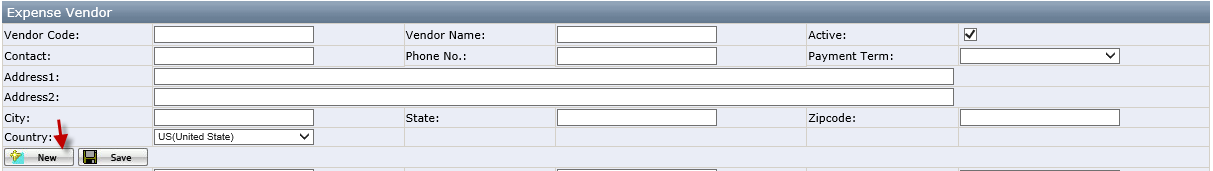 Expense Vendor
Vendor Code: Vendor Name: Active:
Contact: Phone No.: Payment Term:
Address1:
Address2:
City: State: Zipcode:
Country: US(United State)
New Save